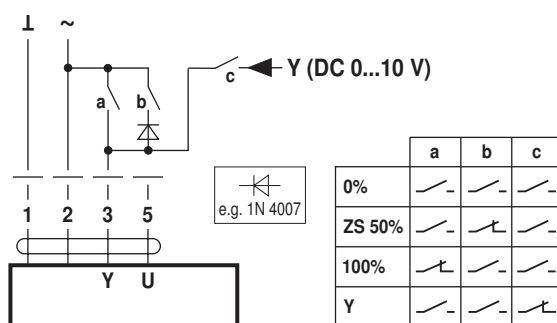 ⊥ ~
Y (DC 0...10 V)
c
a b
e.g. 1N 4007
1 2 3 5
Y U
a b c
0%
ZS 50%
100%
Y